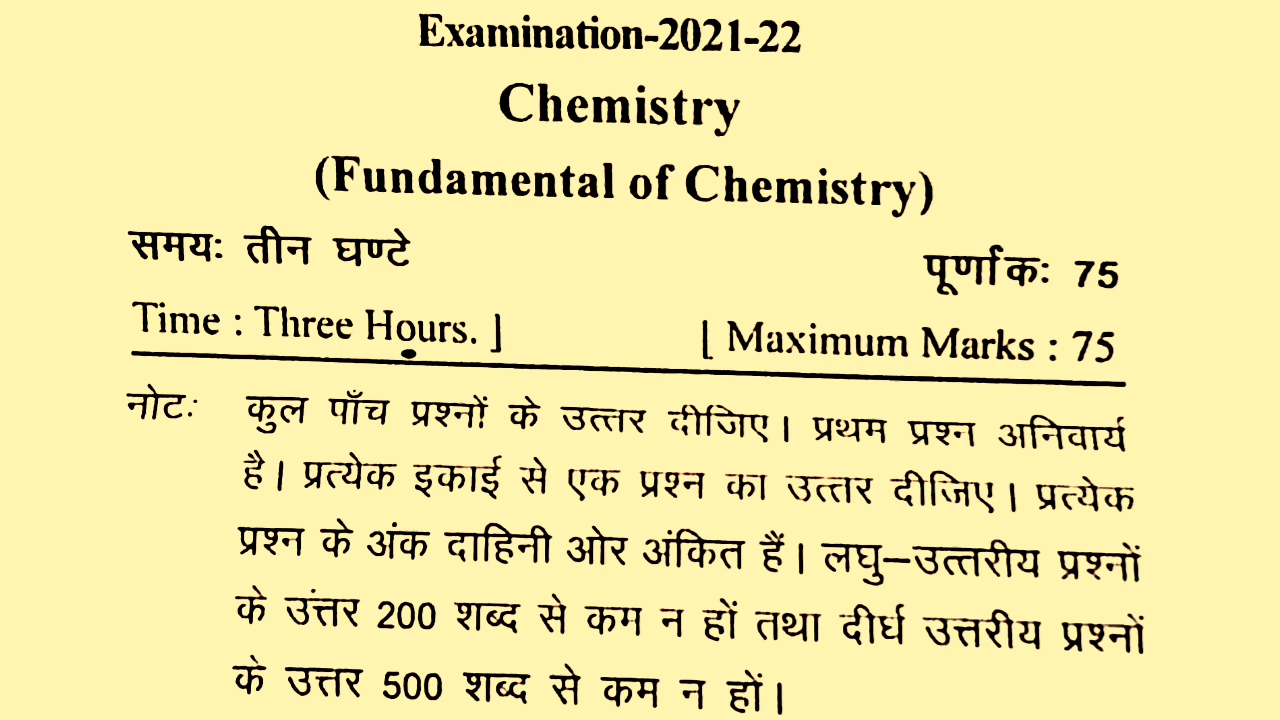 Examination-2021-22
Chemistry
(Fundamental of Chemistry)
समयः तीन घण्टे पूर्णांकः 75
Time : Three Hours. ] [ Maximum Marks : 75
नोटः कुल पाँच प्रश्नों के उत्तर दीजिए। प्रथम प्रश्न अनिवार्य
है। प्रत्येक इकाई से एक प्रश्न का उत्तर दीजिए। प्रत्येक
प्रश्न के अंक दाहिनी ओर अंकित हैं। लघु–उत्तरीय प्रश्नों
के उंत्तर 200 शब्द से कम न हों तथा दीर्ध उत्तरीय प्रश्नों
के उत्तर 500 शब्द से कम न हों।